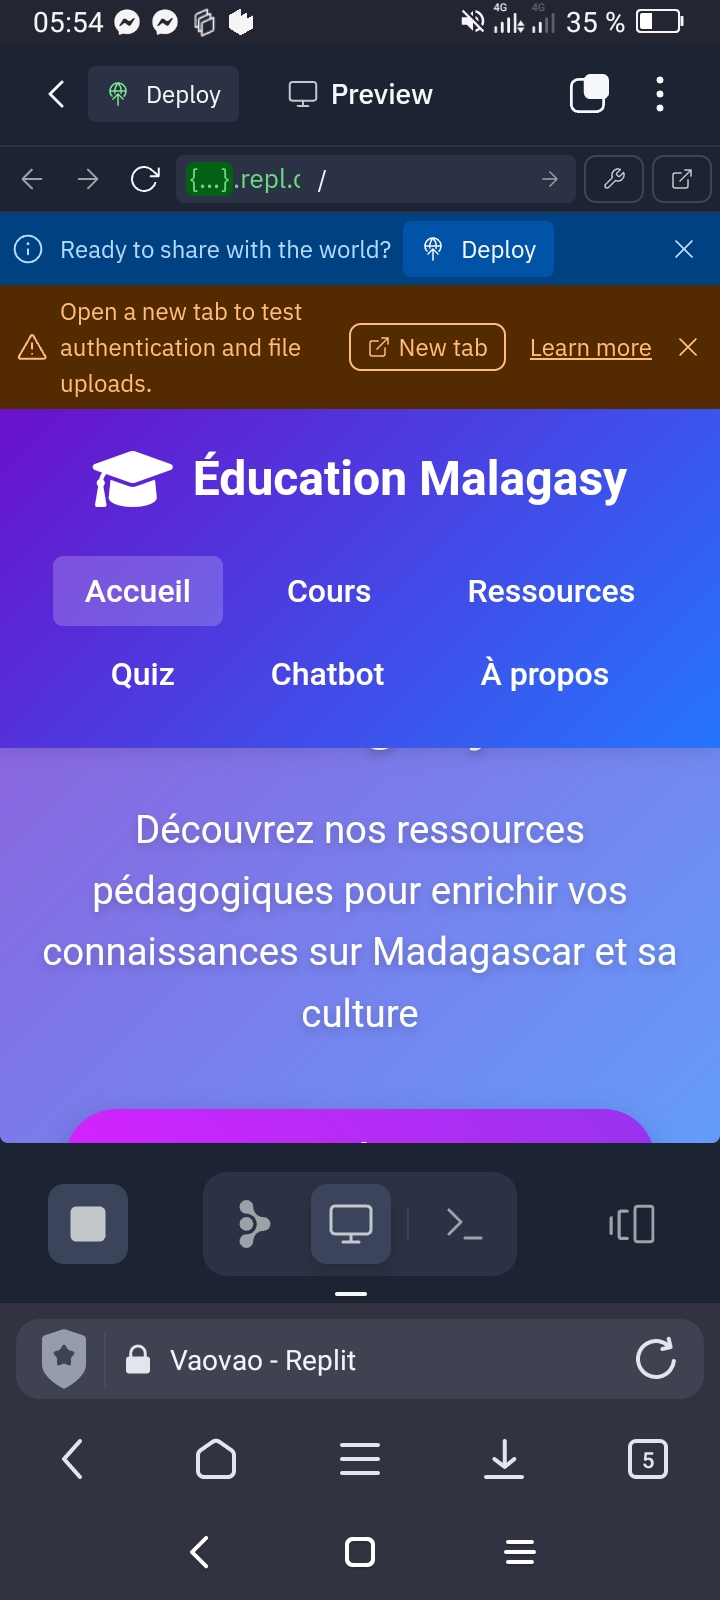 05:54 4G 4G 35 %
Deploy Preview
{...}.repl.c /
Ready to share with the world? Deploy
Open a new tab to test
authentication and file
uploads.
New tab Learn more
Éducation Malagasy
Accueil Cours Ressources
Quiz Chatbot À propos
Découvrez nos ressources
pédagogiques pour enrichir vos
connaissances sur Madagascar et sa
culture
Vaovao - Replit
5